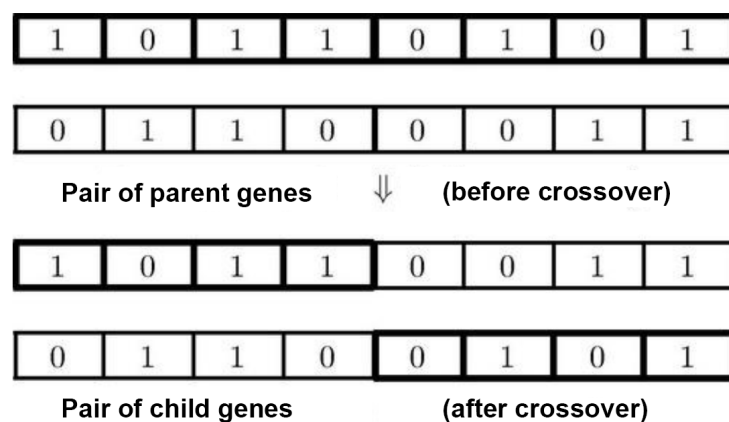 1 0 1 1 0 1 0 1
0 1 1 0 0 0 1 1
Pair of parent genes ⇓ (before crossover)
1 0 1 1 0 0 1 1
0 1 1 0 0 1 0 1
Pair of child genes (after crossover)